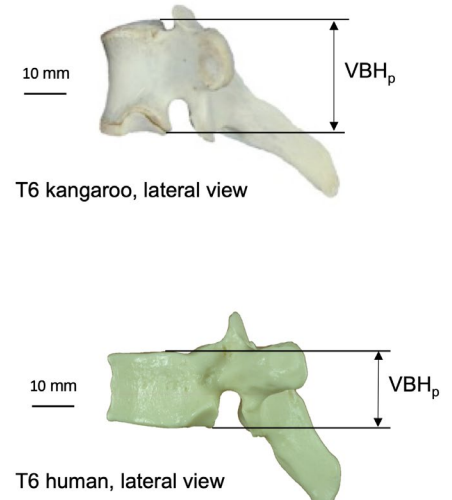 10 mm
VBHp
T6 kangaroo, lateral view
10 mm
VBHp
T6 human, lateral view